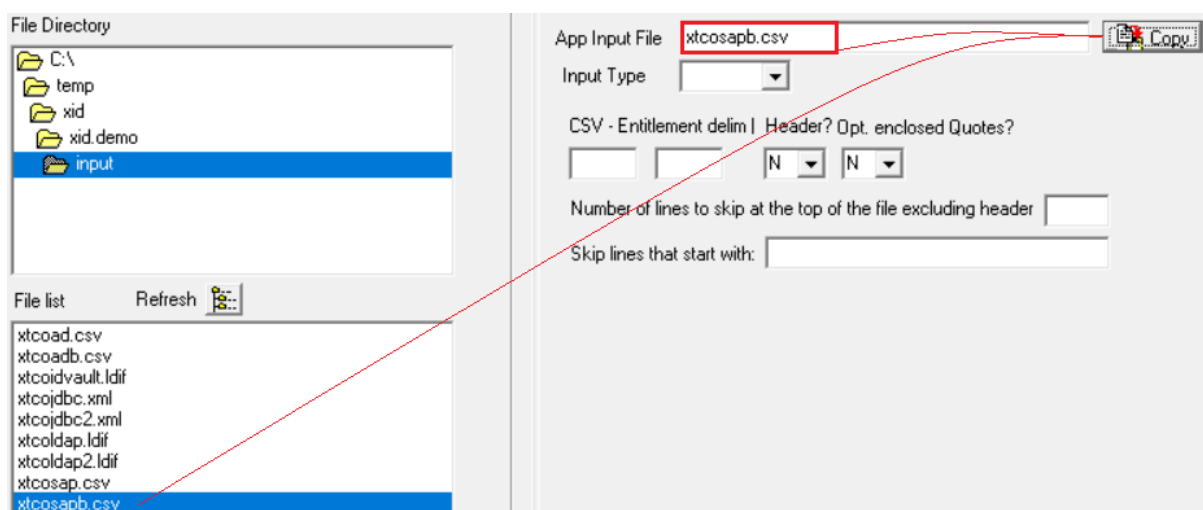 File Directory
C:\
temp
xid
xid.demo
input
File list Refresh
xtcoad.csv
xtcoadb.csv
xtcoidvault.ldif
xtcojdbc.xml
xtcojdbc2.xml
xtcoldap.ldif
xtcoldap2.ldif
xtcosap.csv
xtcosapb.csv
App Input File xtcosapb.csv Copy
Input Type
CSV - Entitlement delim | Header? Opt. enclosed Quotes?
N N
Number of lines to skip at the top of the file excluding header
Skip lines that start with: